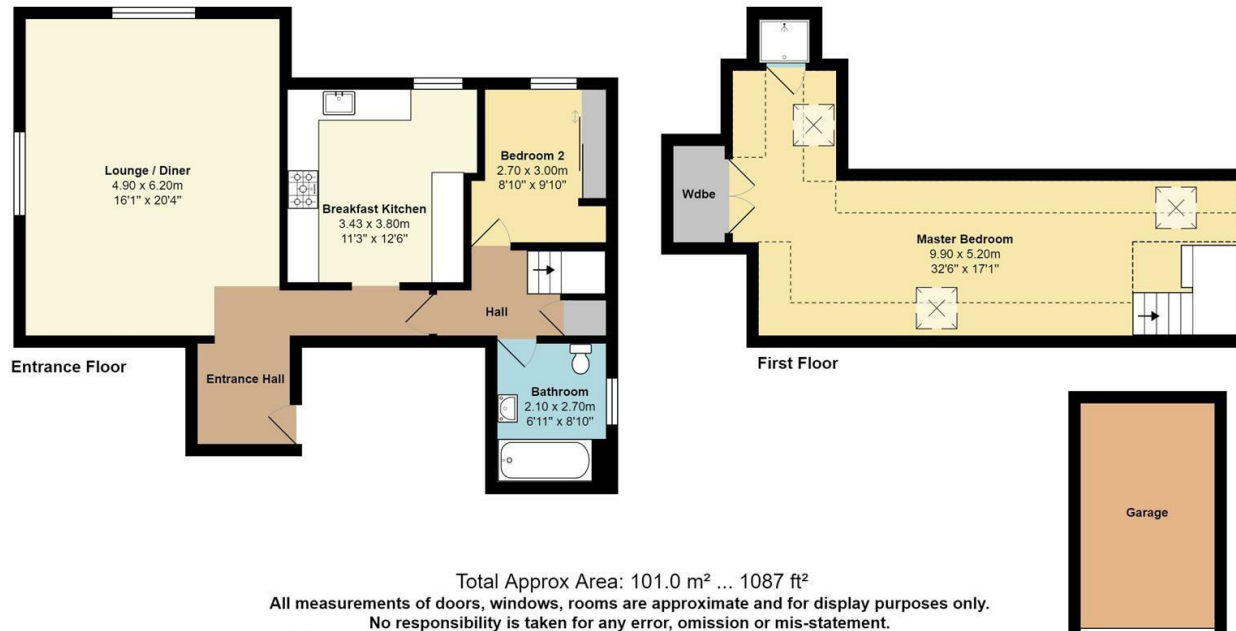 Lounge / Diner
4.90 x 6.20m
16'1" x 20'4"
Breakfast Kitchen
3.43 x 3.80m
11'3" x 12'6"
Bedroom 2
2.70 x 3.00m
8'10" x 9'10"
Hall
Entrance Hall
Bathroom
2.10 x 2.70m
6'11" x 8'10"
Entrance Floor
Wdbe
Master Bedroom
9.90 x 5.20m
32'6" x 17'1"
First Floor
Garage
Total Approx Area: 101.0 m² ... 1087 ft²
All measurements of doors, windows, rooms are approximate and for display purposes only.
No responsibility is taken for any error, omission or mis-statement.